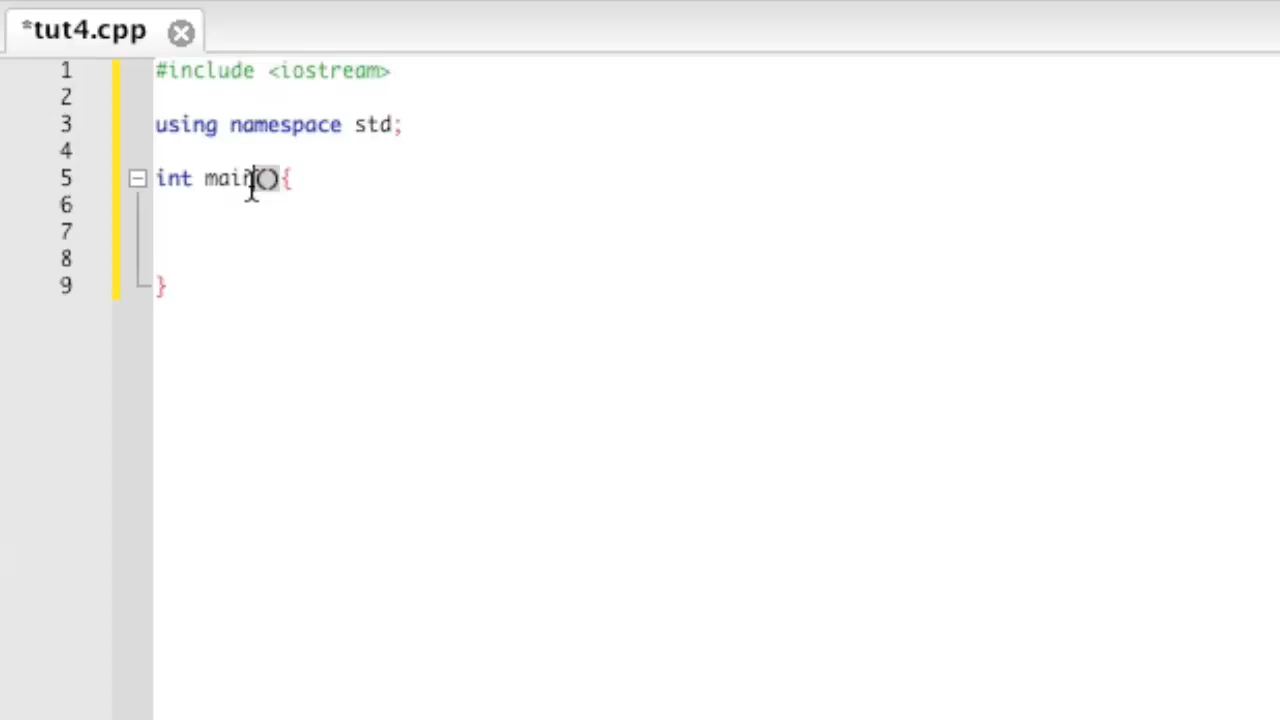 *tut4.cpp
1 #include <iostream>
2
3 using namespace std;
4
5 int main(){
6
7
8
9 }